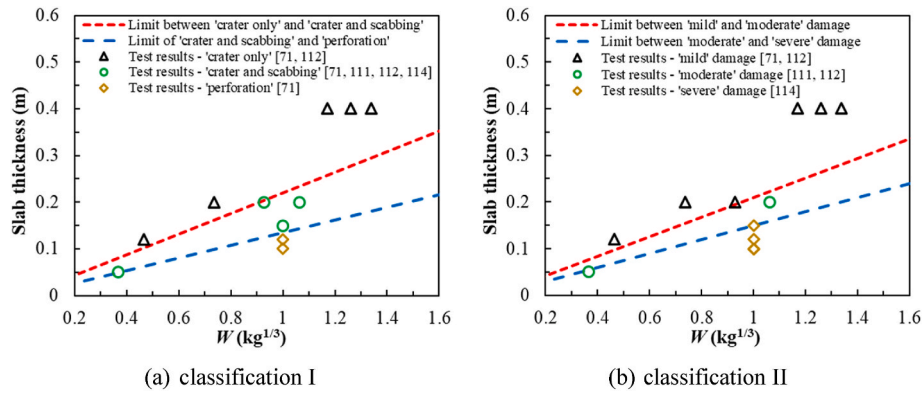 0.6
0.5
0.4
0.3
0.2
0.1
0
Slab thickness (m)
Limit between 'crater only' and 'crater and scabbing'
Limit of 'crater and scabbing' and 'perforation'
Test results - 'crater only' [71, 112]
Test results - 'crater and scabbing' [71, 111, 112, 114]
Test results - 'perforation' [71]
0.2 0.4 0.6 0.8 1 1.2 1.4 1.6
W (kg1/3)
(a) classification I
0.6
0.5
0.4
0.3
0.2
0.1
0
Slab thickness (m)
Limit between 'mild' and 'moderate' damage
Limit between 'moderate' and 'severe' damage
Test results - 'mild' damage [71, 112]
Test results - 'moderate' damage [111, 112]
Test results - 'severe' damage [114]
0.2 0.4 0.6 0.8 1 1.2 1.4 1.6
W (kg1/3)
(b) classification II